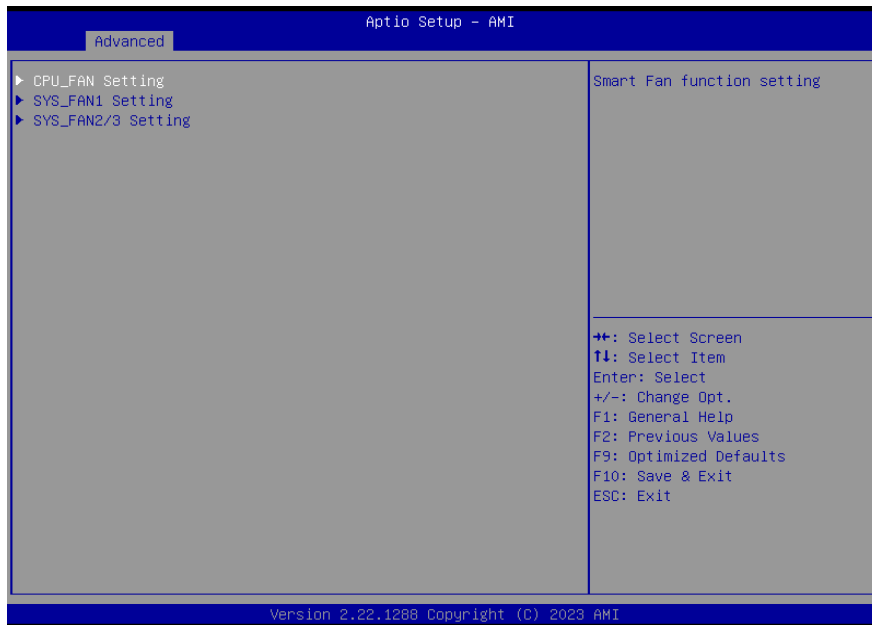 Aptio Setup – AMI
Advanced
▶ CPU_FAN Setting
▶ SYS_FAN1 Setting
▶ SYS_FAN2/3 Setting
Smart Fan function setting
→←: Select Screen
↑↓: Select Item
Enter: Select
+/-: Change Opt.
F1: General Help
F2: Previous Values
F9: Optimized Defaults
F10: Save & Exit
ESC: Exit
Version 2.22.1288 Copyright (C) 2023 AMI